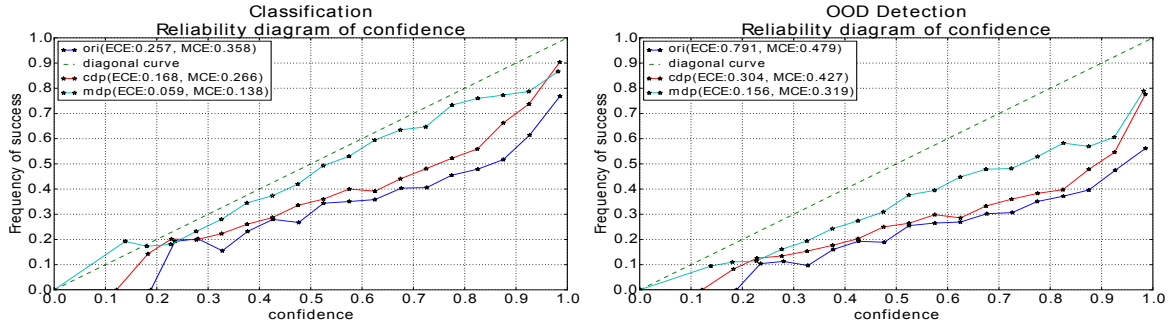 Classification
Reliability diagram of confidence
1.0
0.9
0.8
0.7
0.6
0.5
0.4
0.3
0.2
0.1
0.0
Frequency of success
ori(ECE:0.257, MCE:0.358)
diagonal curve
cdp(ECE:0.168, MCE:0.266)
mdp(ECE:0.059, MCE:0.138)
0.0 0.1 0.2 0.3 0.4 0.5 0.6 0.7 0.8 0.9 1.0
confidence
OOD Detection
Reliability diagram of confidence
1.0
0.9
0.8
0.7
0.6
0.5
0.4
0.3
0.2
0.1
0.0
Frequency of success
ori(ECE:0.791, MCE:0.479)
diagonal curve
cdp(ECE:0.304, MCE:0.427)
mdp(ECE:0.156, MCE:0.319)
0.0 0.1 0.2 0.3 0.4 0.5 0.6 0.7 0.8 0.9 1.0
confidence